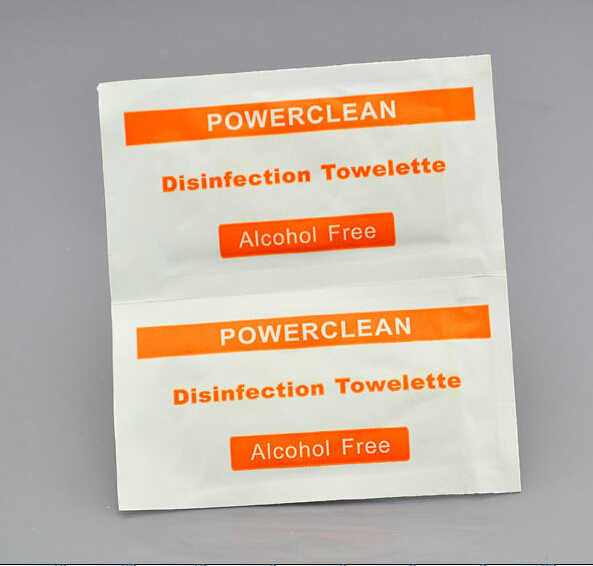 POWERCLEAN
Disinfection Towelette
Alcohol Free
POWERCLEAN
Disinfection Towelette
Alcohol Free